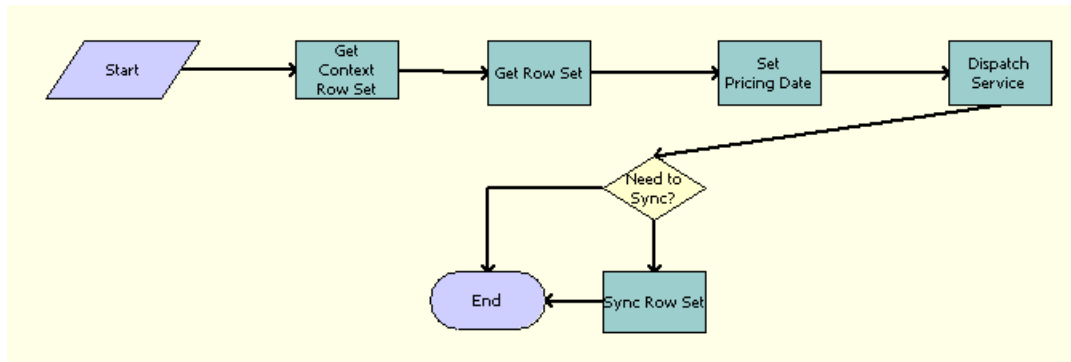 Start
Get
Context
Row Set
Get Row Set
Set
Pricing Date
Dispatch
Service
Need to
Sync?
End
Sync Row Set